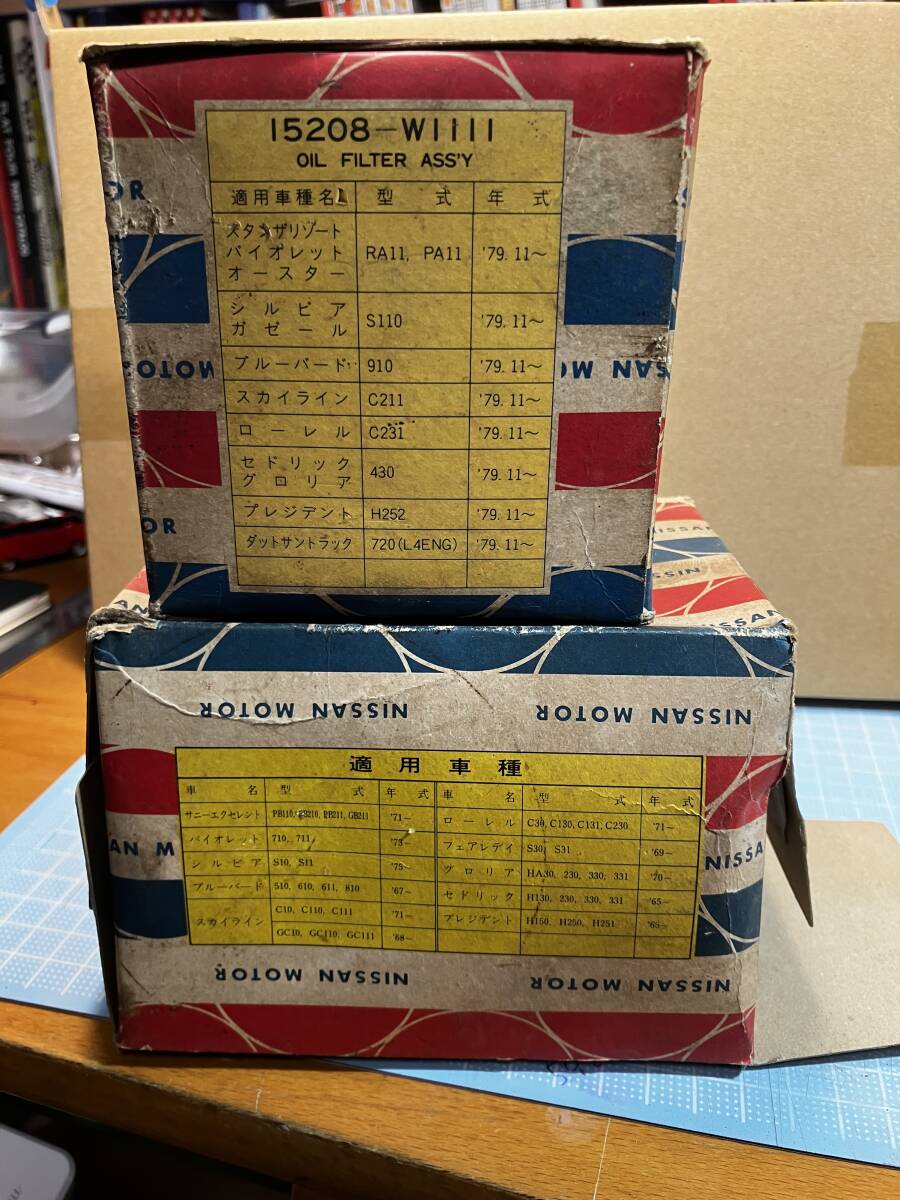 15208-W1111
OIL FILTER ASS'Y
適用車種名 型式 年式
スタンザリゾート
バイオレット
オースター
RA11, PA11 '79.11〜
シルビア
ガゼール
S110 '79.11〜
ブルーバード 910 '79.11〜
スカイライン C211 '79.11〜
ローレル C231 '79.11〜
セドリック
グロリア
430 '79.11〜
プレジデント H252 '79.11〜
ダットサントラック 720(L4ENG) '79.11〜
OR
MOTO
SAN MO
OR
NISSAN
NISSAN
NISSAN MOTOR NISSAN MOTOR
適用車種
車名 型式 年式 車名 型式 年式
サニーエクセレント PB110, PB210, PB211, GB211 '71〜
バイオレット 710, 711 '73〜
シルビア S10, S11 '75〜
ブルーバード 510, 610, 611, 810 '67〜
スカイライン C10, C110, C111 '71〜
GC10, GC110, GC111 '68〜
ローレル C30, C130, C131, C230 '71〜
フェアレディ S30, S31 '69〜
グロリア HA30, 230, 330, 331 '70〜
セドリック H130, 230, 330, 331 '65〜
プレジデント H150, H250, H251 '65〜
AN M
NISSA
NISSAN MOTOR NISSAN MOTOR